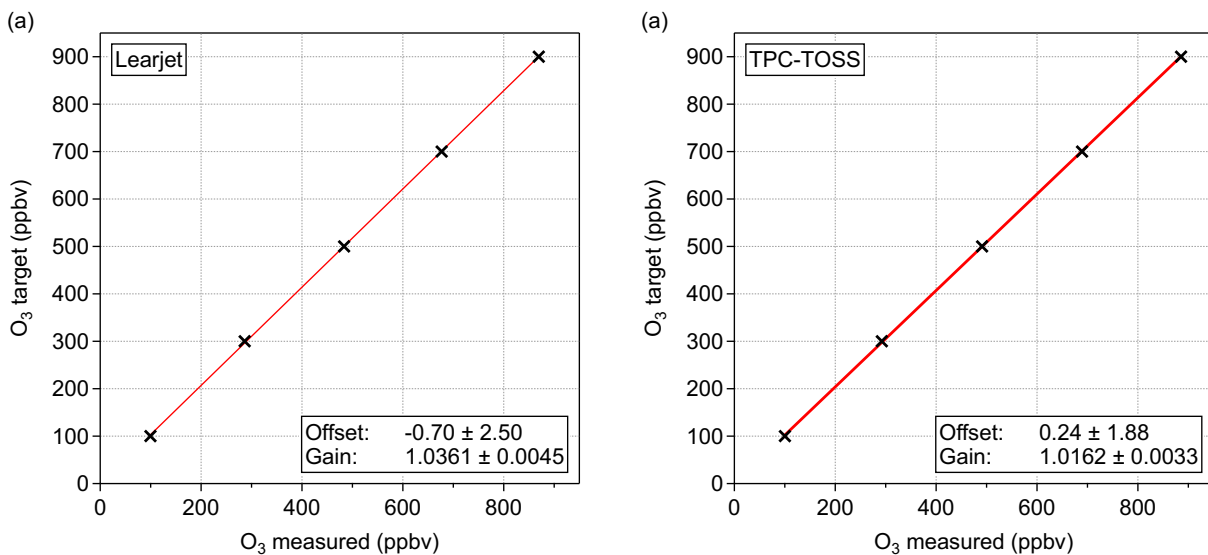 (a)
Learjet
900
800
700
600
500
400
300
200
100
0
O3 target (ppbv)
Offset: -0.70 ± 2.50
Gain: 1.0361 ± 0.0045
0 200 400 600 800
O3 measured (ppbv)
(a)
TPC-TOSS
900
800
700
600
500
400
300
200
100
0
O3 target (ppbv)
Offset: 0.24 ± 1.88
Gain: 1.0162 ± 0.0033
0 200 400 600 800
O3 measured (ppbv)